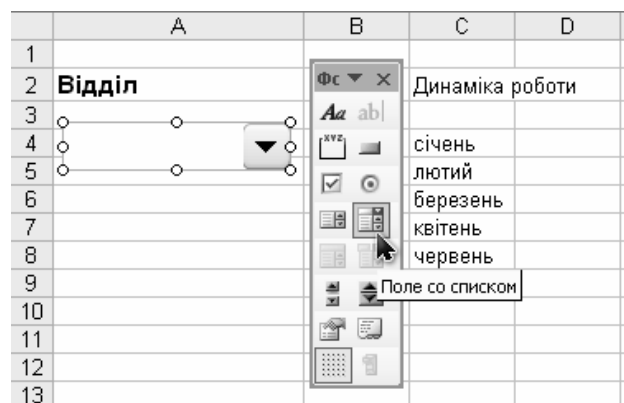 A B C D
1
2 Відділ Фс Динаміка роботи
3 Aa ab|
4 xyz січень
5 лютий
6 березень
7 квітень
8 червень
9 Поле со списком
10
11
12
13